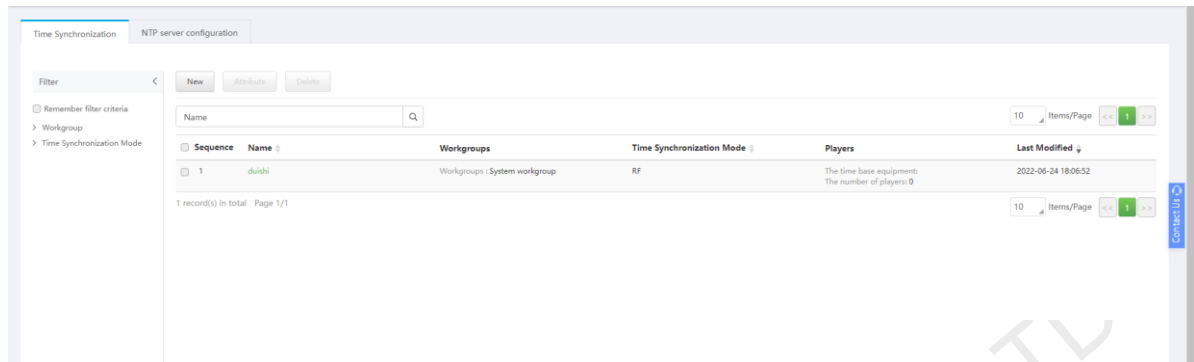 Time Synchronization NTP server configuration
Filter <
New Attribute Delete
Remember filter criteria
> Workgroup
> Time Synchronization Mode
Name
10 Items/Page << 1 >>
Sequence Name Workgroups Time Synchronization Mode Players Last Modified
1 duishi Workgroups : System workgroup RF The time base equipment: 2022-06-24 18:06:52
The number of players: 0
1 record(s) in total Page 1/1
10 Items/Page << 1 >>
Contact Us